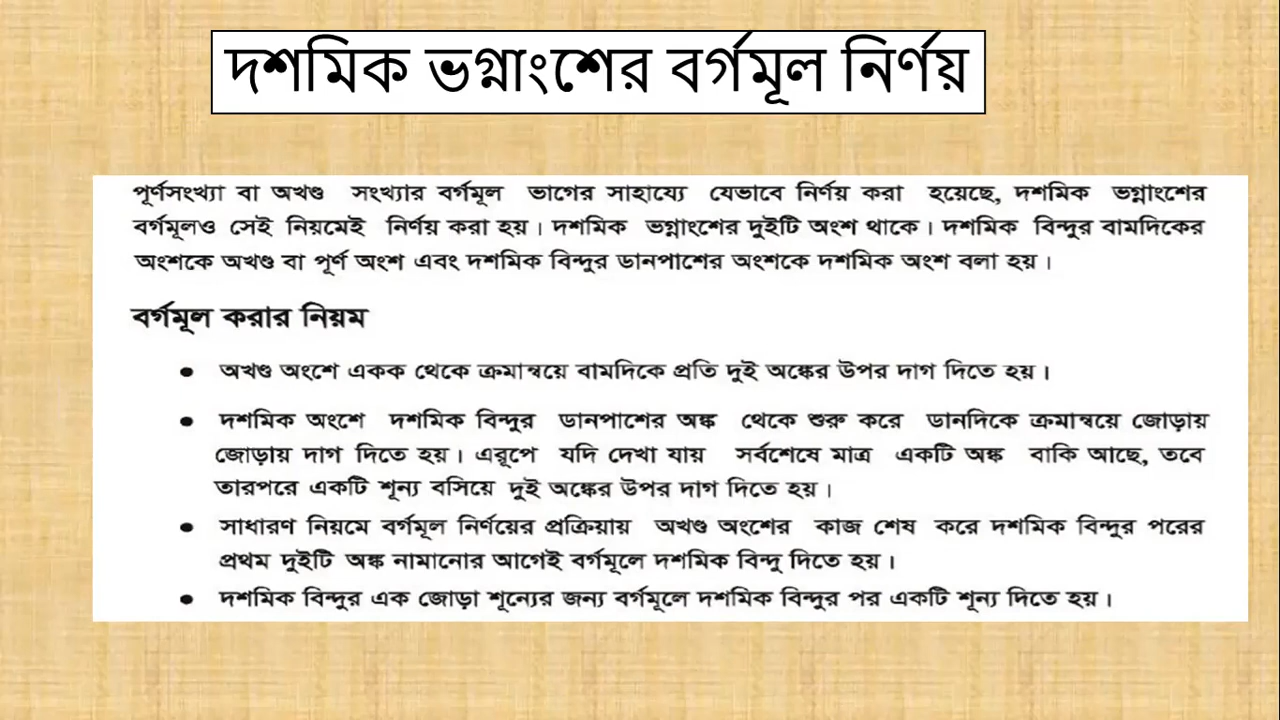 দশমিক ভগ্নাংশের বর্গমূল নির্ণয়
পূর্ণসংখ্যা বা অখণ্ড সংখ্যার বর্গমূল ভাগের সাহায্যে যেভাবে নির্ণয় করা হয়েছে, দশমিক ভগ্নাংশের
বর্গমূলও সেই নিয়মেই নির্ণয় করা হয়। দশমিক ভগ্নাংশের দুইটি অংশ থাকে। দশমিক বিন্দুর বামদিকের
অংশকে অখণ্ড বা পূর্ণ অংশ এবং দশমিক বিন্দুর ডানপাশের অংশকে দশমিক অংশ বলা হয়।
বর্গমূল করার নিয়ম
• অখণ্ড অংশে একক থেকে ক্রমান্বয়ে বামদিকে প্রতি দুই অঙ্কের উপর দাগ দিতে হয়।
• দশমিক অংশে দশমিক বিন্দুর ডানপাশের অঙ্ক থেকে শুরু করে ডানদিকে ক্রমান্বয়ে জোড়ায়
জোড়ায় দাগ দিতে হয়। এরূপে যদি দেখা যায় সর্বশেষে মাত্র একটি অঙ্ক বাকি আছে, তবে
তারপরে একটি শূন্য বসিয়ে দুই অঙ্কের উপর দাগ দিতে হয়।
• সাধারণ নিয়মে বর্গমূল নির্ণয়ের প্রক্রিয়ায় অখণ্ড অংশের কাজ শেষ করে দশমিক বিন্দুর পরের
প্রথম দুইটি অঙ্ক নামানোর আগেই বর্গমূলে দশমিক বিন্দু দিতে হয়।
• দশমিক বিন্দুর এক জোড়া শূন্যের জন্য বর্গমূলে দশমিক বিন্দুর পর একটি শূন্য দিতে হয়।